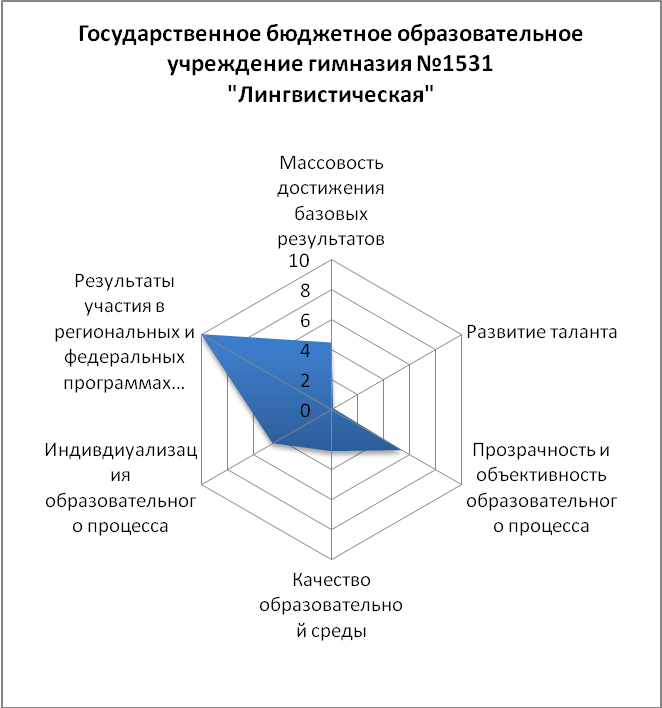 Государственное бюджетное образовательное
учреждение гимназия №1531
"Лингвистическая"
Массовость
достижения
базовых
результатов
10
8
6
4
2
0
Развитие таланта
Прозрачность и
объективность
образовательног
о процесса
Качество
образовательно
й среды
Индивдиуализац
ия
образовательног
о процесса
Результаты
участия в
региональных и
федеральных
программах…